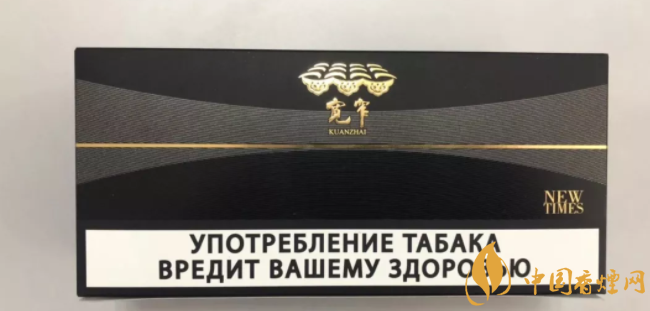 宽窄
KUANZHAI
NEW
TIMES
УПОТРЕБЛЕНИЕ ТАБАКА
ВРЕДИТ ВАШЕМУ ЗДОРОВЬЮ
中国香烟网